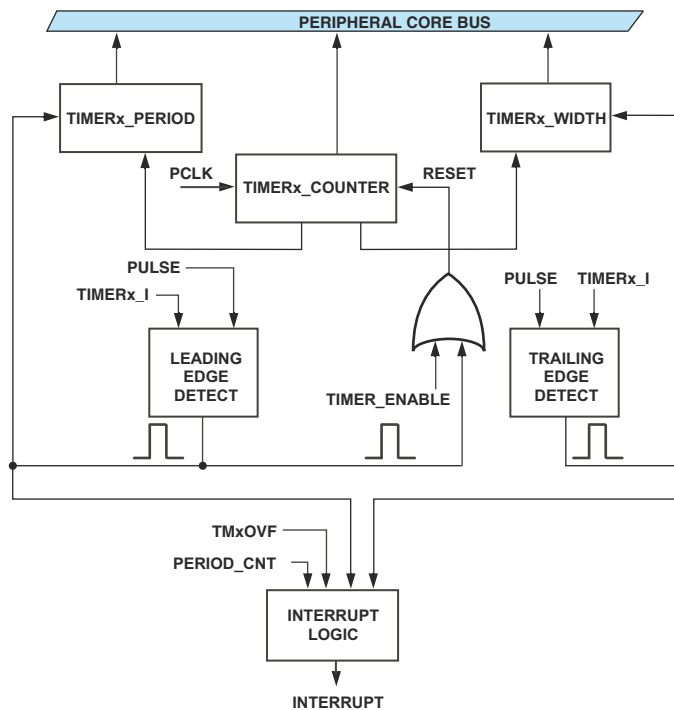 PERIPHERAL CORE BUS
TIMERx_PERIOD
TIMERx_WIDTH
PCLK
TIMERx_COUNTER
RESET
PULSE
TIMERx_I
PULSE
TIMERx_I
LEADING
EDGE
DETECT
TRAILING
EDGE
DETECT
TIMER_ENABLE
TMxOVF
PERIOD_CNT
INTERRUPT
LOGIC
INTERRUPT